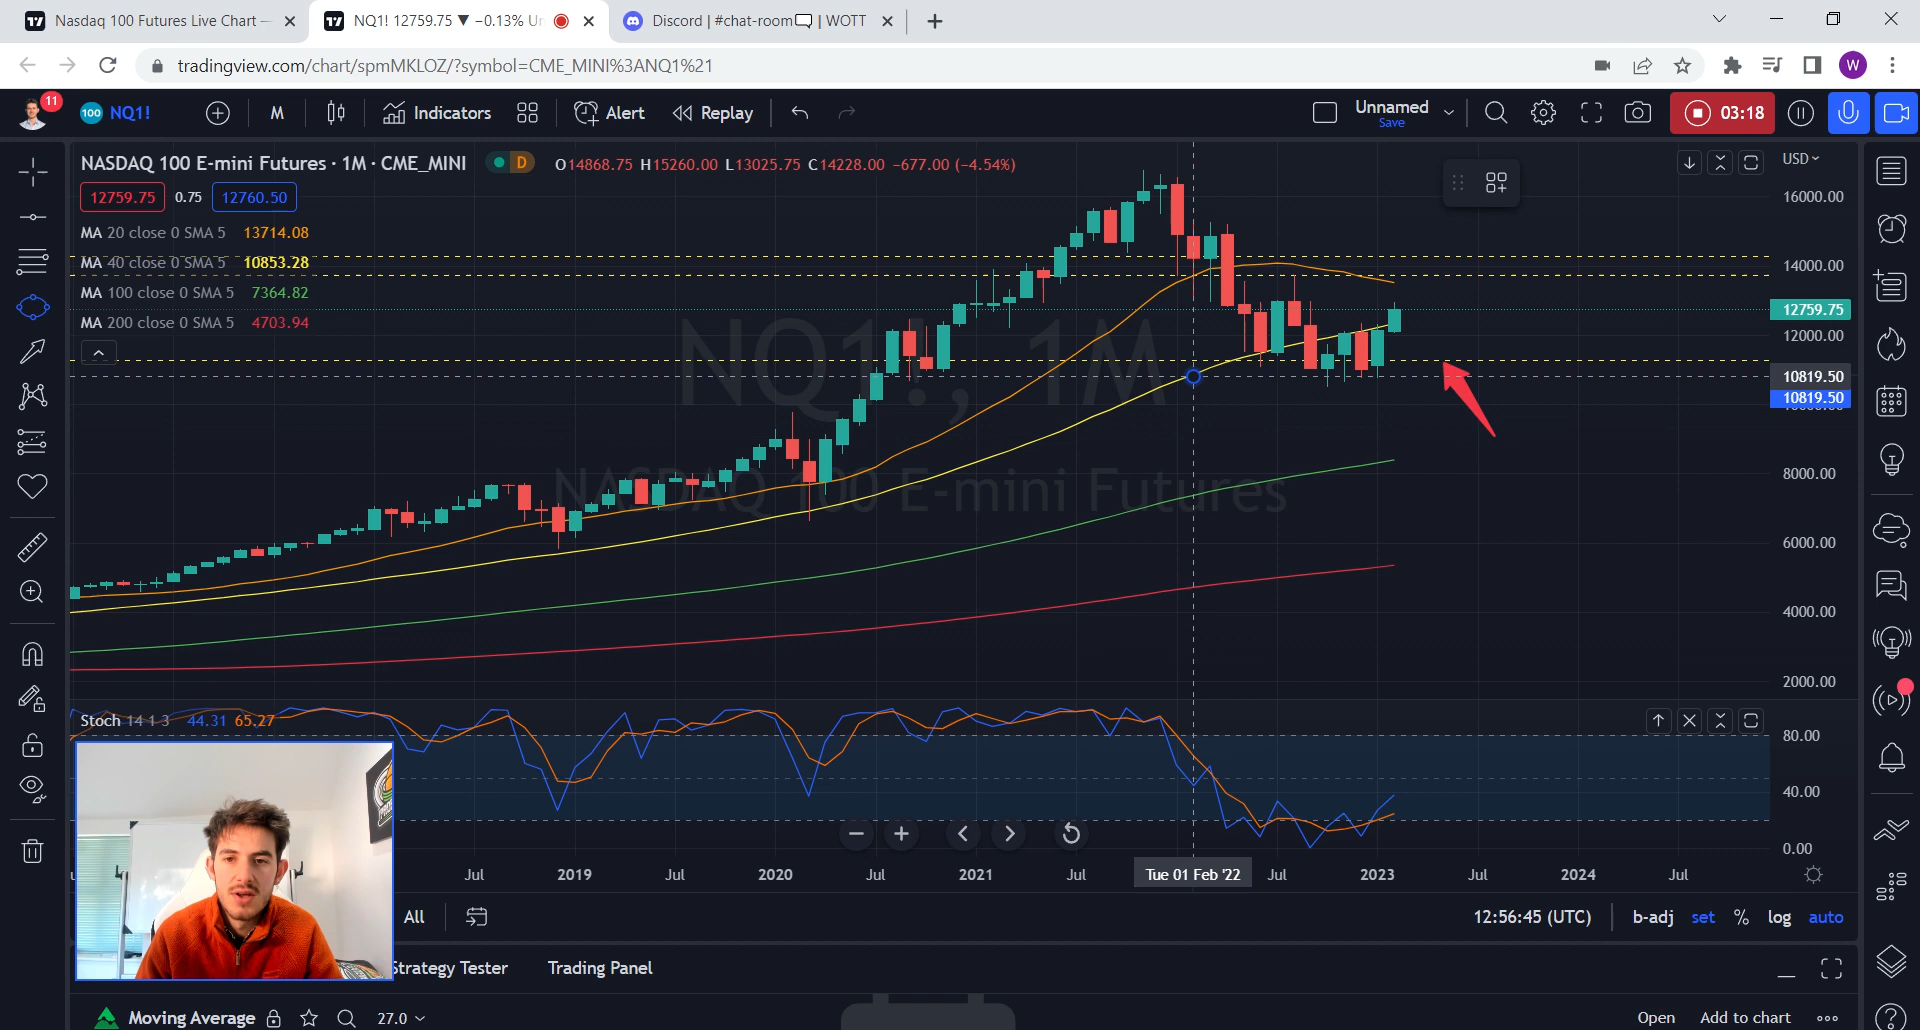 Nasdaq 100 Futures Live Chart —
NQ1! 12759.75 ▼ −0.13% Un
Discord | #chat-room🗨 | WOTT
tradingview.com/chart/spmMKLOZ/?symbol=CME_MINI%3ANQ1%21
W
11
100 NQ1!
M
Indicators
Alert
Replay
Unnamed
Save
03:18
NASDAQ 100 E-mini Futures · 1M · CME_MINI
D
O14868.75 H15260.00 L13025.75 C14228.00 −677.00 (−4.54%)
USD
12759.75 0.75 12760.50
16000.00
MA 20 close 0 SMA 5 13714.08
MA 40 close 0 SMA 5 10853.28
14000.00
MA 100 close 0 SMA 5 7364.82
12759.75
MA 200 close 0 SMA 5 4703.94
12000.00
NQ1!, 1M
10819.50
10819.50
8000.00
NASDAQ 100 E-mini Futures
6000.00
4000.00
2000.00
Stoch 14 1 3 44.31 65.27
80.00
40.00
0.00
Jul 2019 Jul 2020 Jul 2021 Jul Tue 01 Feb '22 Jul 2023 Jul 2024 Jul
All
12:56:45 (UTC)
b-adj set % log auto
Strategy Tester
Trading Panel
Moving Average
27.0
Open
Add to chart